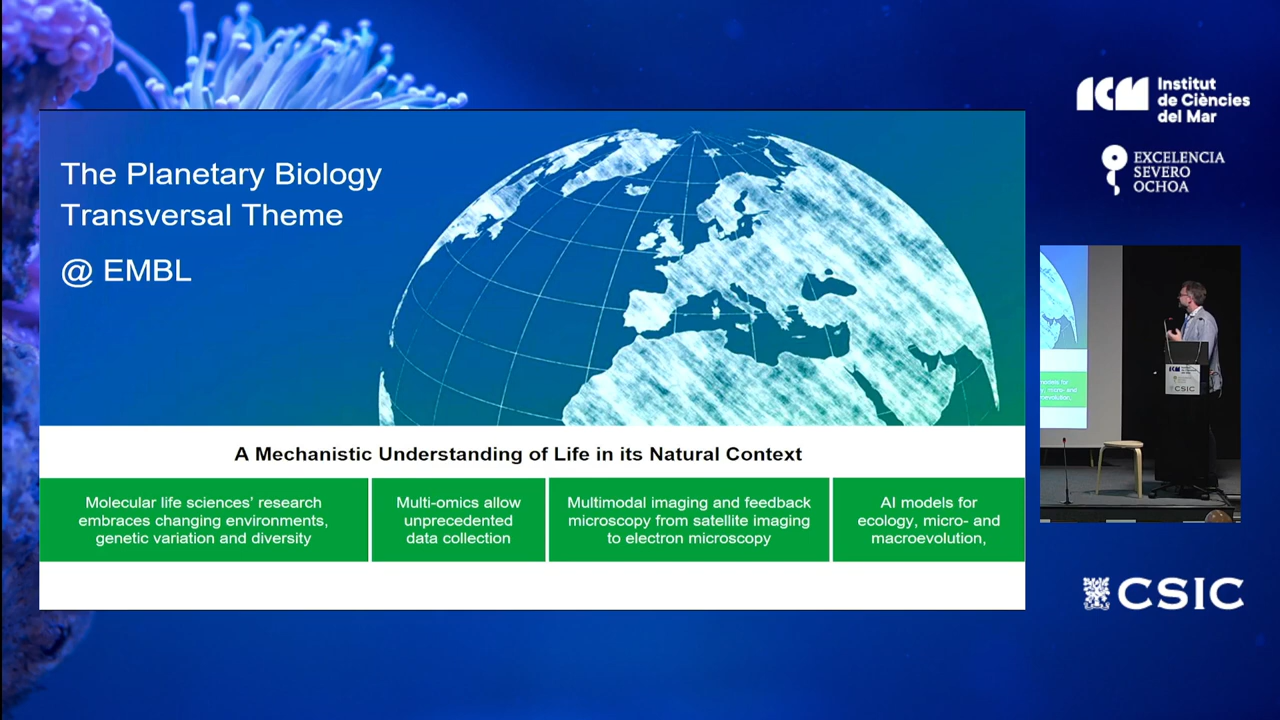 The Planetary Biology
Transversal Theme
@ EMBL
A Mechanistic Understanding of Life in its Natural Context
Molecular life sciences' research
embraces changing environments,
genetic variation and diversity
Multi-omics allow
unprecedented
data collection
Multimodal imaging and feedback
microscopy from satellite imaging
to electron microscopy
AI models for
ecology, micro- and
macroevolution,
ICM
Institut
de Ciències
del Mar
EXCELENCIA
SEVERO
OCHOA
ICM
CSIC
CSIC